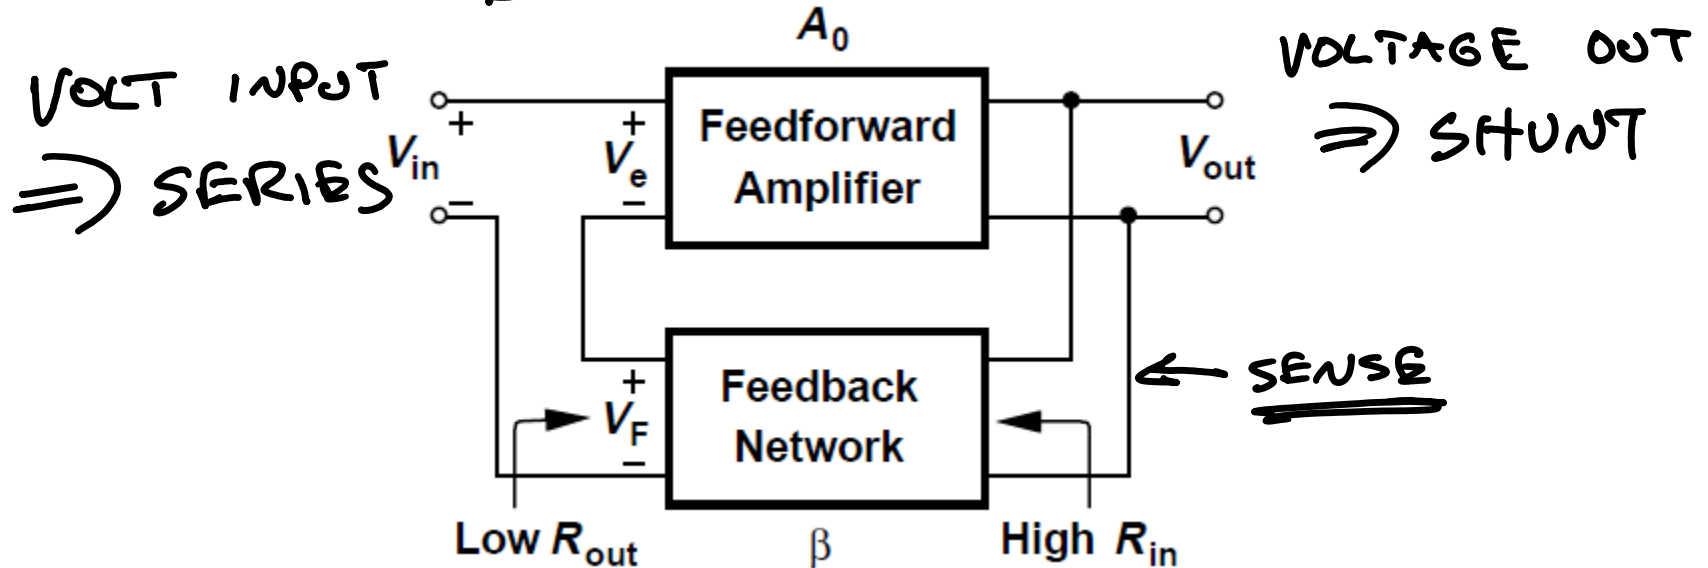 A0
VOLT INPUT
⇒ SERIES
Vin
+
−
+
Ve
−
Feedforward
Amplifier
Vout
VOLTAGE OUT
⇒ SHUNT
+
VF
−
Feedback
Network
← SENSE
Low Rout
β
High Rin